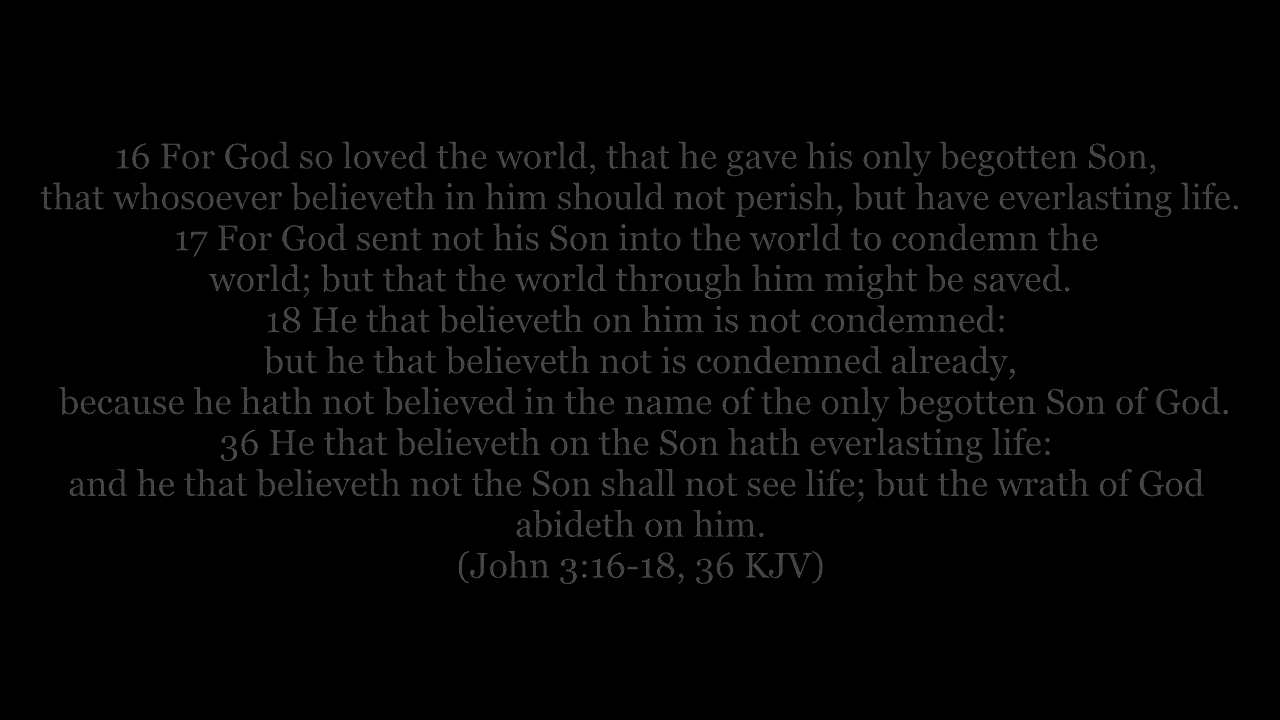 16 For God so loved the world, that he gave his only begotten Son,
that whosoever believeth in him should not perish, but have everlasting life.
17 For God sent not his Son into the world to condemn the
world; but that the world through him might be saved.
18 He that believeth on him is not condemned:
but he that believeth not is condemned already,
because he hath not believed in the name of the only begotten Son of God.
36 He that believeth on the Son hath everlasting life:
and he that believeth not the Son shall not see life; but the wrath of God
abideth on him.
(John 3:16-18, 36 KJV)